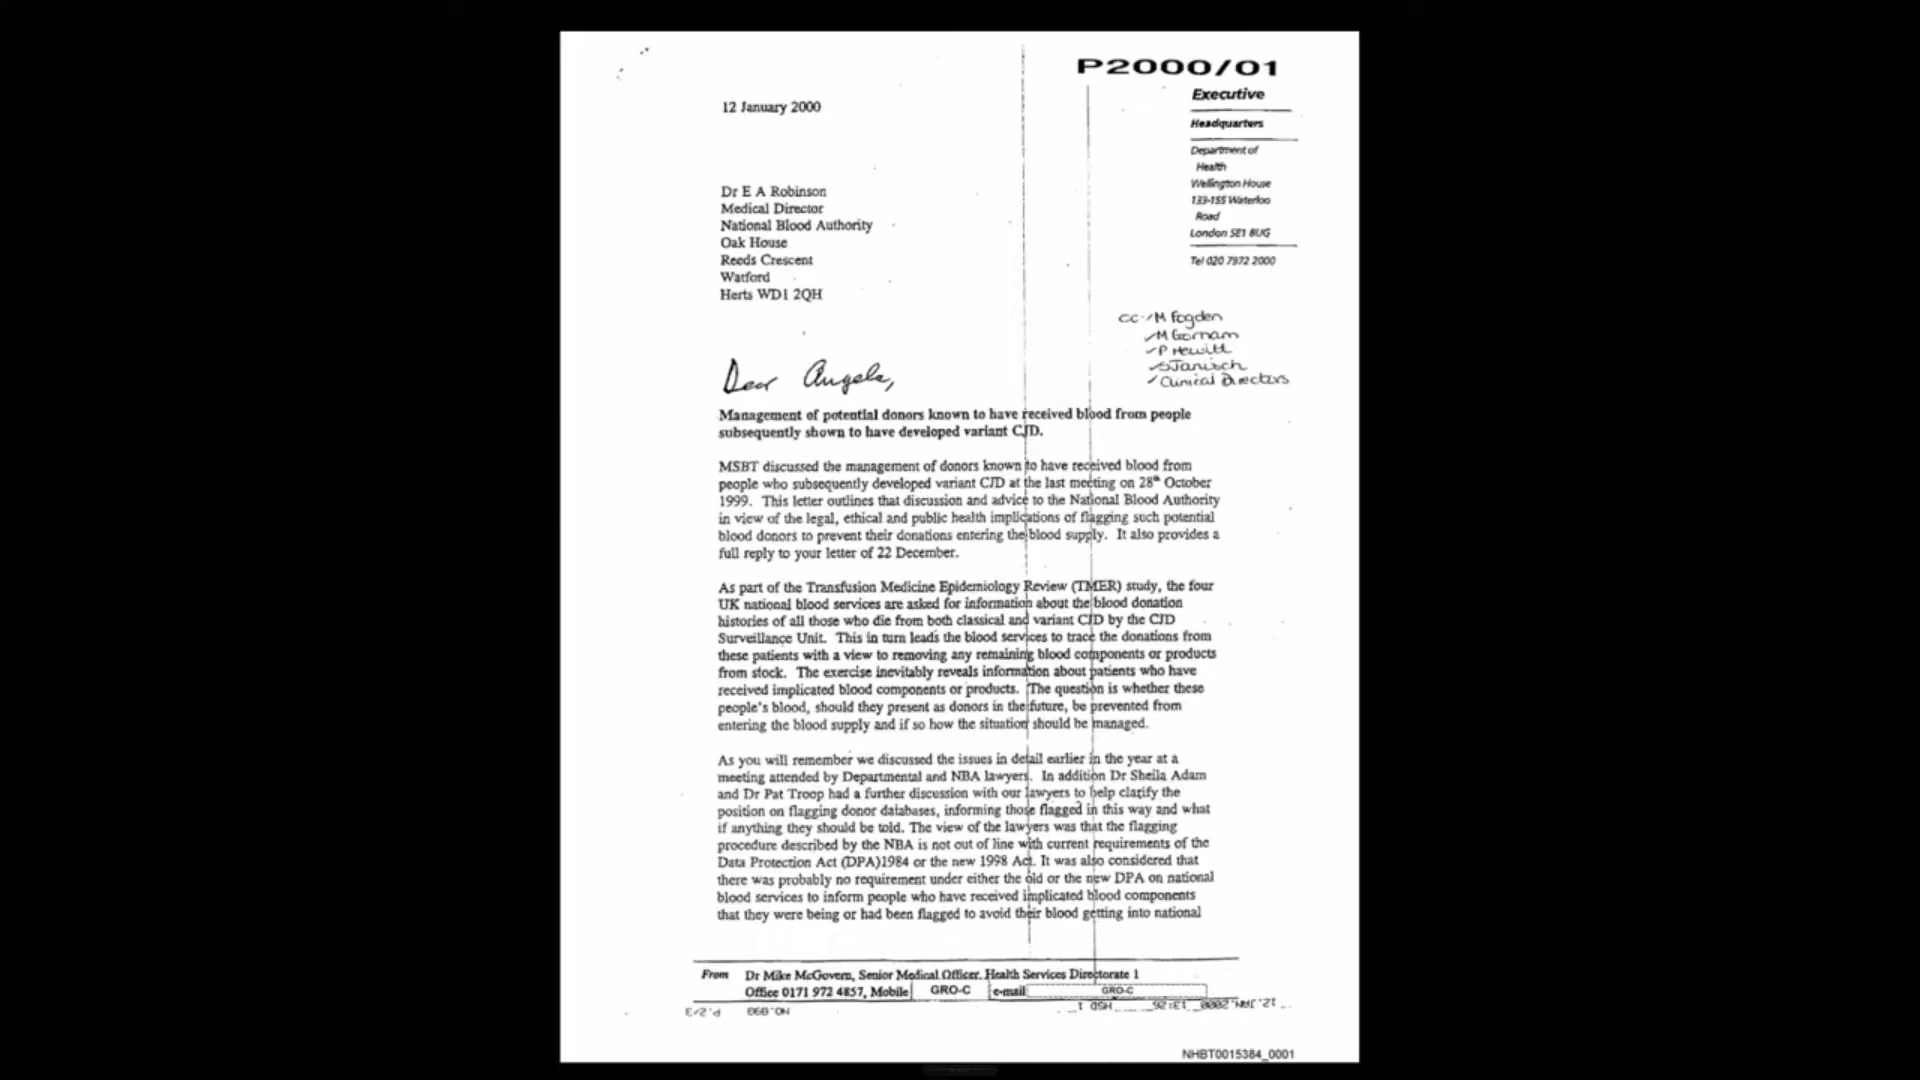 P2000/01
Executive
Headquarters
Department of
Health
Wellington House
133-155 Waterloo
Road
London SE1 8UG
Tel 020 7972 2000
12 January 2000
Dr E A Robinson
Medical Director
National Blood Authority
Oak House
Reeds Crescent
Watford
Herts WD1 2QH
cc M Fogden
M Gorham
P Hewitt
S Janisch
Clinical Directors
Dear Angela,
Management of potential donors known to have received blood from people
subsequently shown to have developed variant CJD.
MSBT discussed the management of donors known to have received blood from
people who subsequently developed variant CJD at the last meeting on 28th October
1999. This letter outlines that discussion and advice to the National Blood Authority
in view of the legal, ethical and public health implications of flagging such potential
blood donors to prevent their donations entering the blood supply. It also provides a
full reply to your letter of 22 December.
As part of the Transfusion Medicine Epidemiology Review (TMER) study, the four
UK national blood services are asked for information about the blood donation
histories of all those who die from both classical and variant CJD by the CJD
Surveillance Unit. This in turn leads the blood services to trace the donations from
these patients with a view to removing any remaining blood components or products
from stock. The exercise inevitably reveals information about patients who have
received implicated blood components or products. The question is whether these
people's blood, should they present as donors in the future, be prevented from
entering the blood supply and if so how the situation should be managed.
As you will remember we discussed the issues in detail earlier in the year at a
meeting attended by Departmental and NBA lawyers. In addition Dr Sheila Adam
and Dr Pat Troop had a further discussion with our lawyers to help clarify the
position on flagging donor databases, informing those flagged in this way and what
if anything they should be told. The view of the lawyers was that the flagging
procedure described by the NBA is not out of line with current requirements of the
Data Protection Act (DPA)1984 or the new 1998 Act. It was also considered that
there was probably no requirement under either the old or the new DPA on national
blood services to inform people who have received implicated blood components
that they were being or had been flagged to avoid their blood getting into national
From Dr Mike McGovern, Senior Medical Officer, Health Services Directorate 1
Office 0171 972 4857, Mobile GRO-C e-mail GRO-C
12.JAN.2000 13:26 HSD 1 NO.898 P.2/3
NHBT0015384_0001